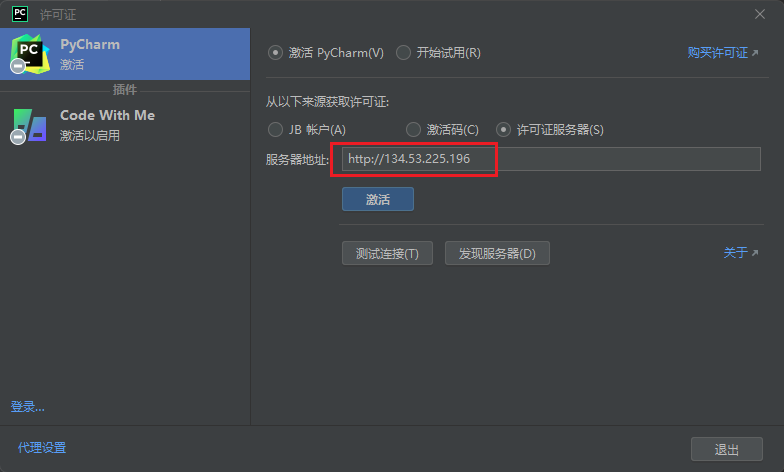 PC 许可证
PC PyCharm
激活
插件
Code With Me
激活以启用
登录...
激活 PyCharm(V) 开始试用(R) 购买许可证↗
从以下来源获取许可证:
JB 帐户(A) 激活码(C) 许可证服务器(S)
服务器地址: http://134.53.225.196
激活
测试连接(T) 发现服务器(D) 关于↗
代理设置 退出